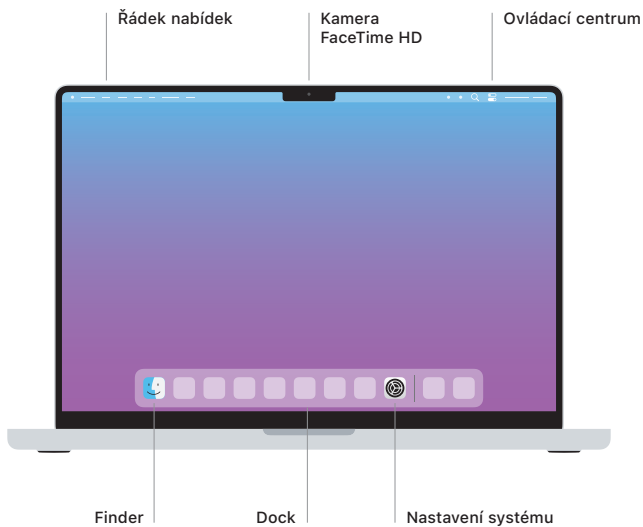 Řádek nabídek
Kamera
FaceTime HD
Ovládací centrum
Finder
Dock
Nastavení systému